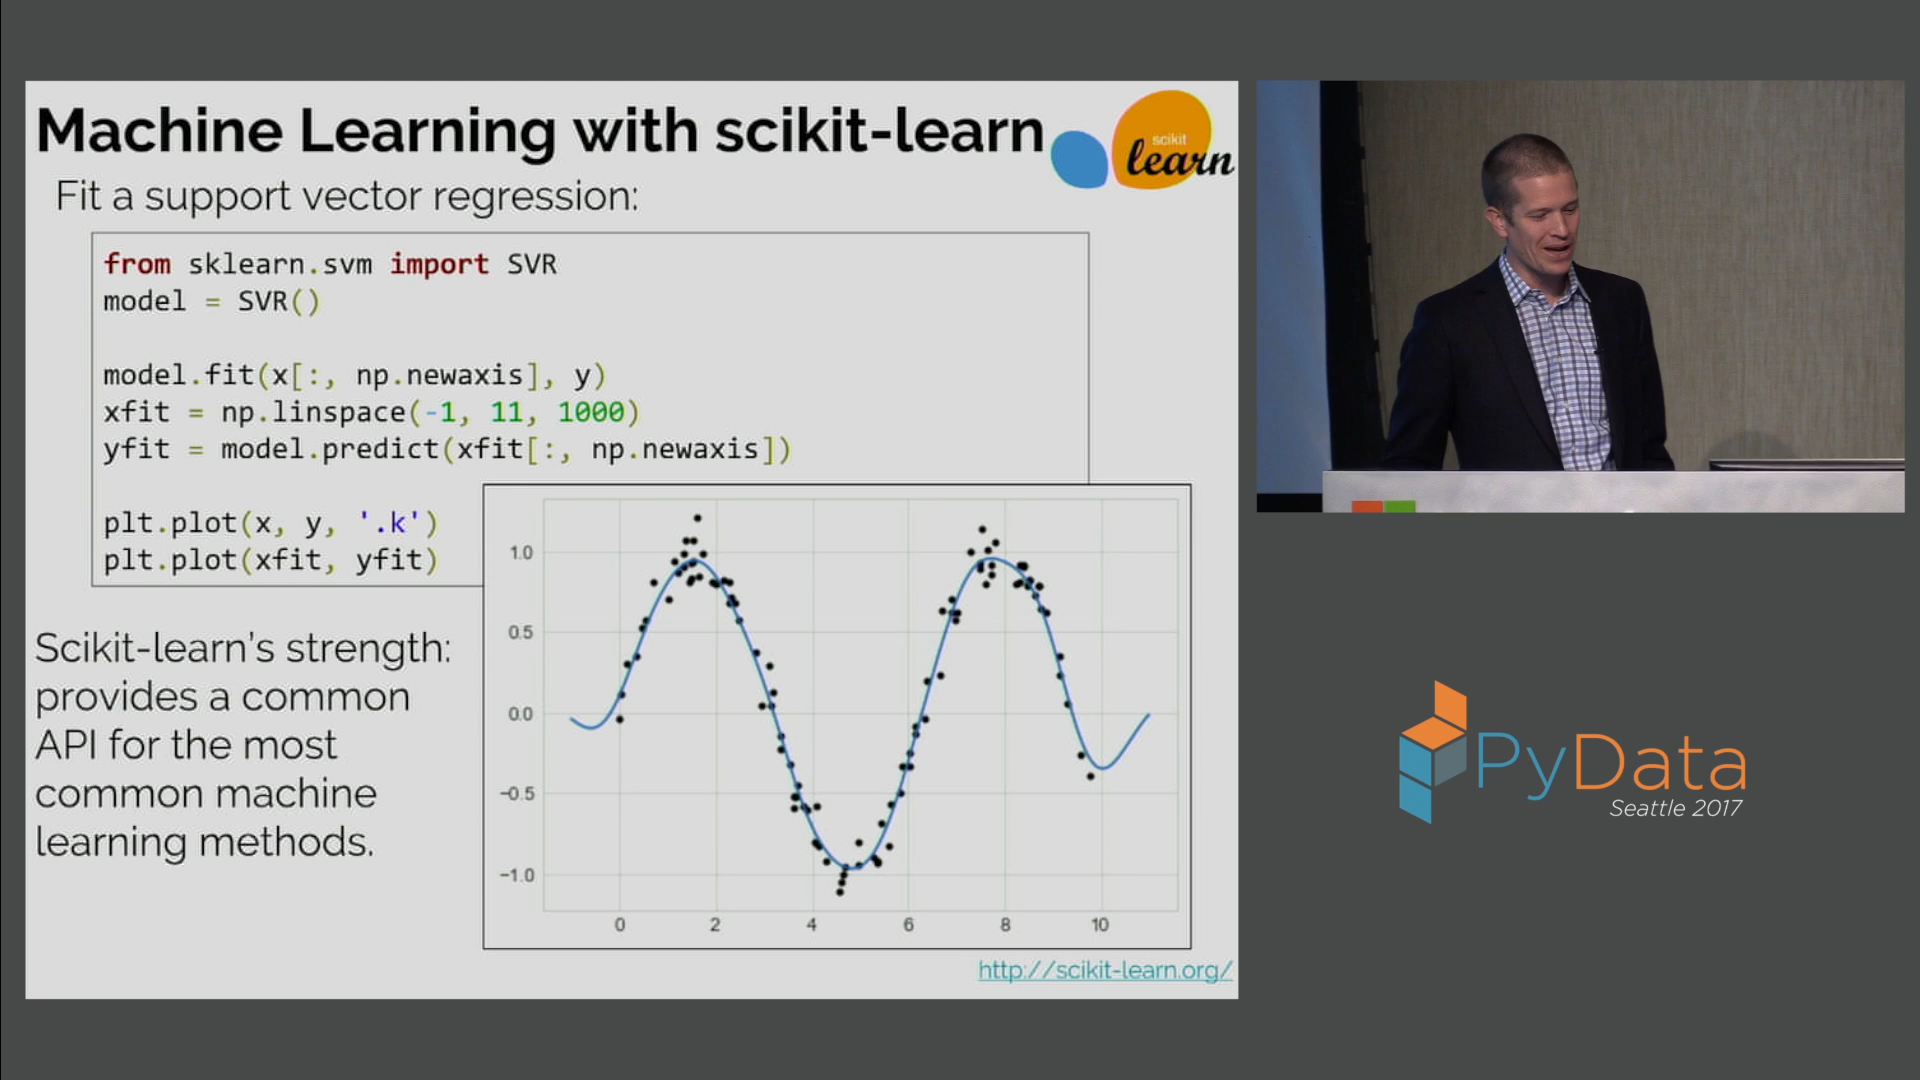 Machine Learning with scikit-learn
scikit
learn
Fit a support vector regression:
from sklearn.svm import SVR
model = SVR()
model.fit(x[:, np.newaxis], y)
xfit = np.linspace(-1, 11, 1000)
yfit = model.predict(xfit[:, np.newaxis])
plt.plot(x, y, '.k')
plt.plot(xfit, yfit)
Scikit-learn's strength:
provides a common
API for the most
common machine
learning methods.
1.0
0.5
0.0
−0.5
−1.0
0 2 4 6 8 10
http://scikit-learn.org/
PyData
Seattle 2017